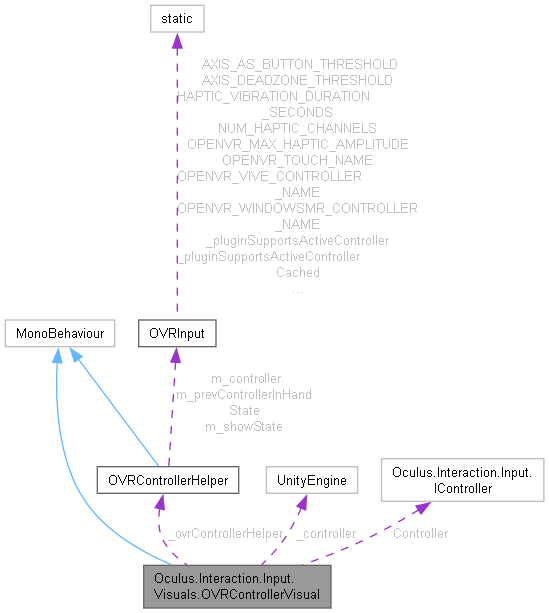 static
AXIS_AS_BUTTON_THRESHOLD
AXIS_DEADZONE_THRESHOLD
HAPTIC_VIBRATION_DURATION
_SECONDS
NUM_HAPTIC_CHANNELS
OPENVR_MAX_HAPTIC_AMPLITUDE
OPENVR_TOUCH_NAME
OPENVR_VIVE_CONTROLLER
_NAME
OPENVR_WINDOWSMR_CONTROLLER
_NAME
_pluginSupportsActiveController
_pluginSupportsActiveController
Cached
...
MonoBehaviour
OVRInput
m_controller
m_prevControllerInHand
State
m_showState
OVRControllerHelper
UnityEngine
Oculus.Interaction.Input.
IController
_ovrControllerHelper
_controller
Controller
Oculus.Interaction.Input.
Visuals.OVRControllerVisual